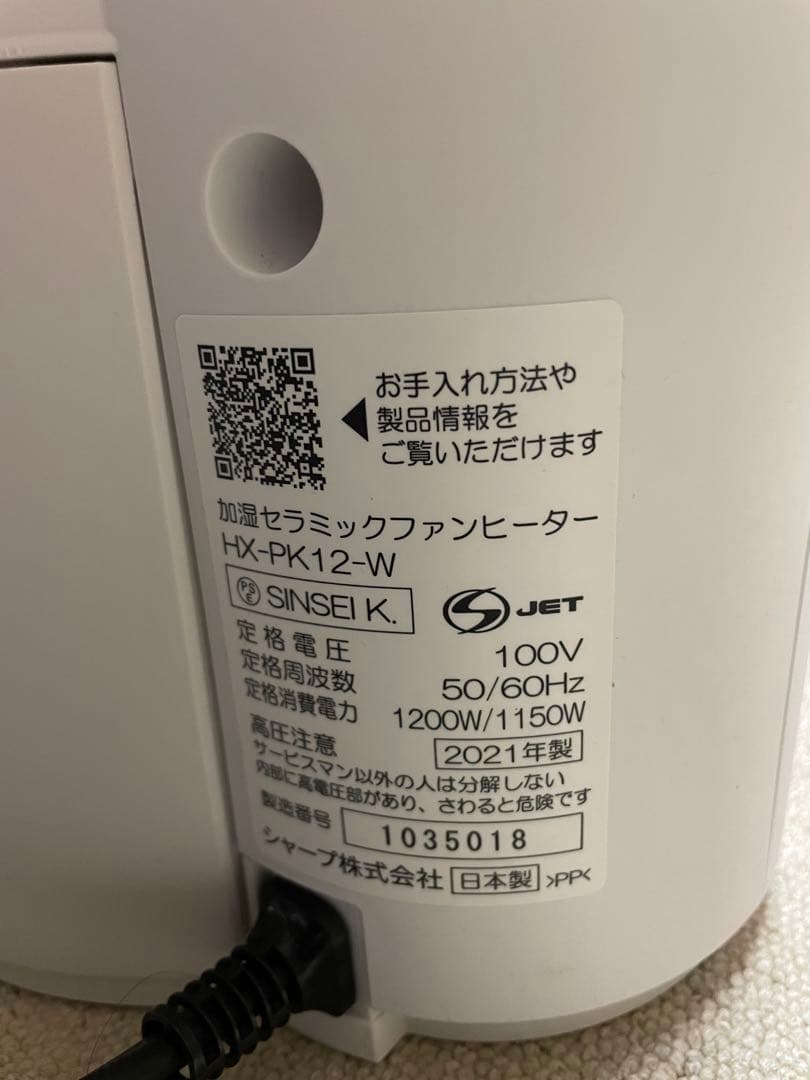 お手入れ方法や
製品情報を
ご覧いただけます
加湿セラミックファンヒーター
HX-PK12-W
PSE SINSEI K. JET
定格電圧 100V
定格周波数 50/60Hz
定格消費電力 1200W/1150W
高圧注意 2021年製
サービスマン以外の人は分解しない
内部に高電圧部があり、さわると危険です
製造番号 1035018
シャープ株式会社 日本製 >PP<